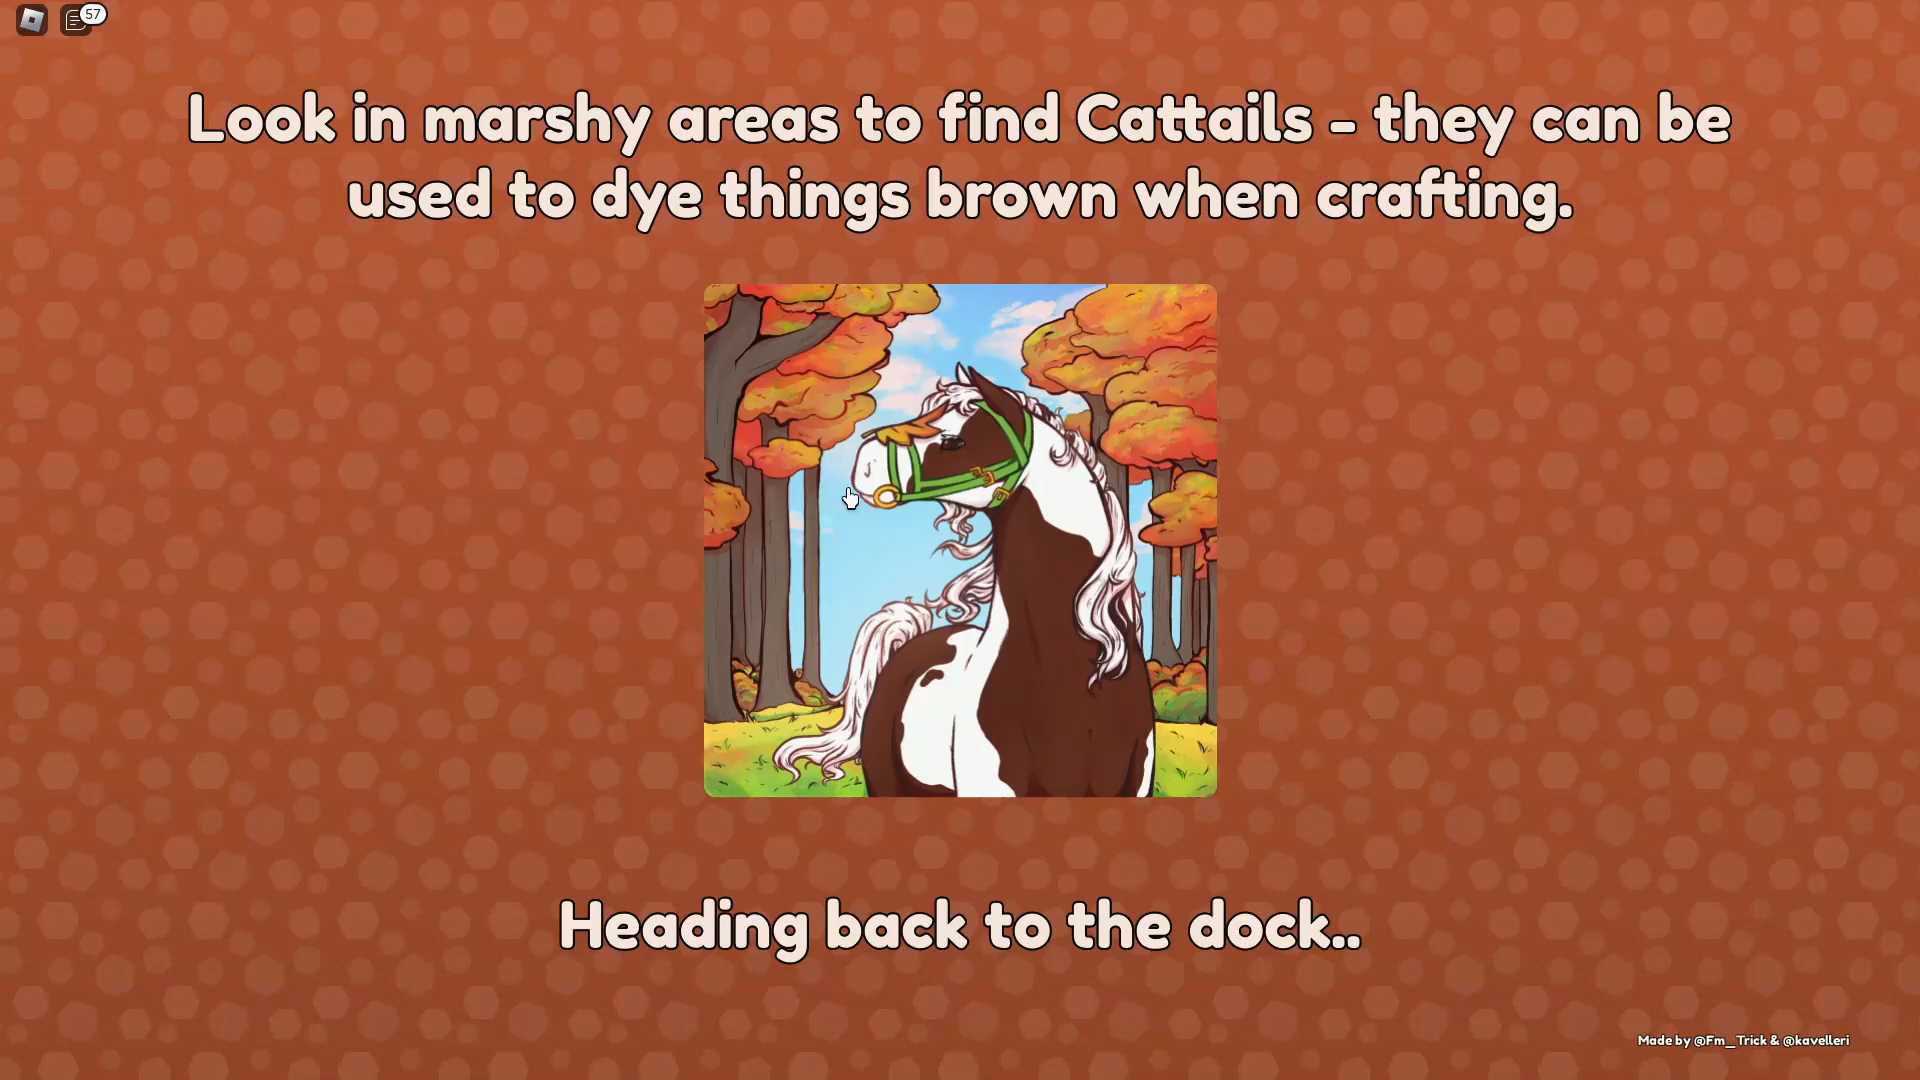 57
Look in marshy areas to find Cattails - they can be
used to dye things brown when crafting.
Heading back to the dock..
Made by @Fm_Trick & @kavelleri